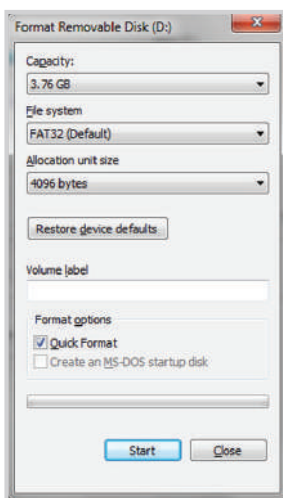 Format Removable Disk (D:)
Capacity:
3.76 GB
File system
FAT32 (Default)
Allocation unit size
4096 bytes
Restore device defaults
Volume label
Format options
Quick Format
Create an MS-DOS startup disk
Start
Close